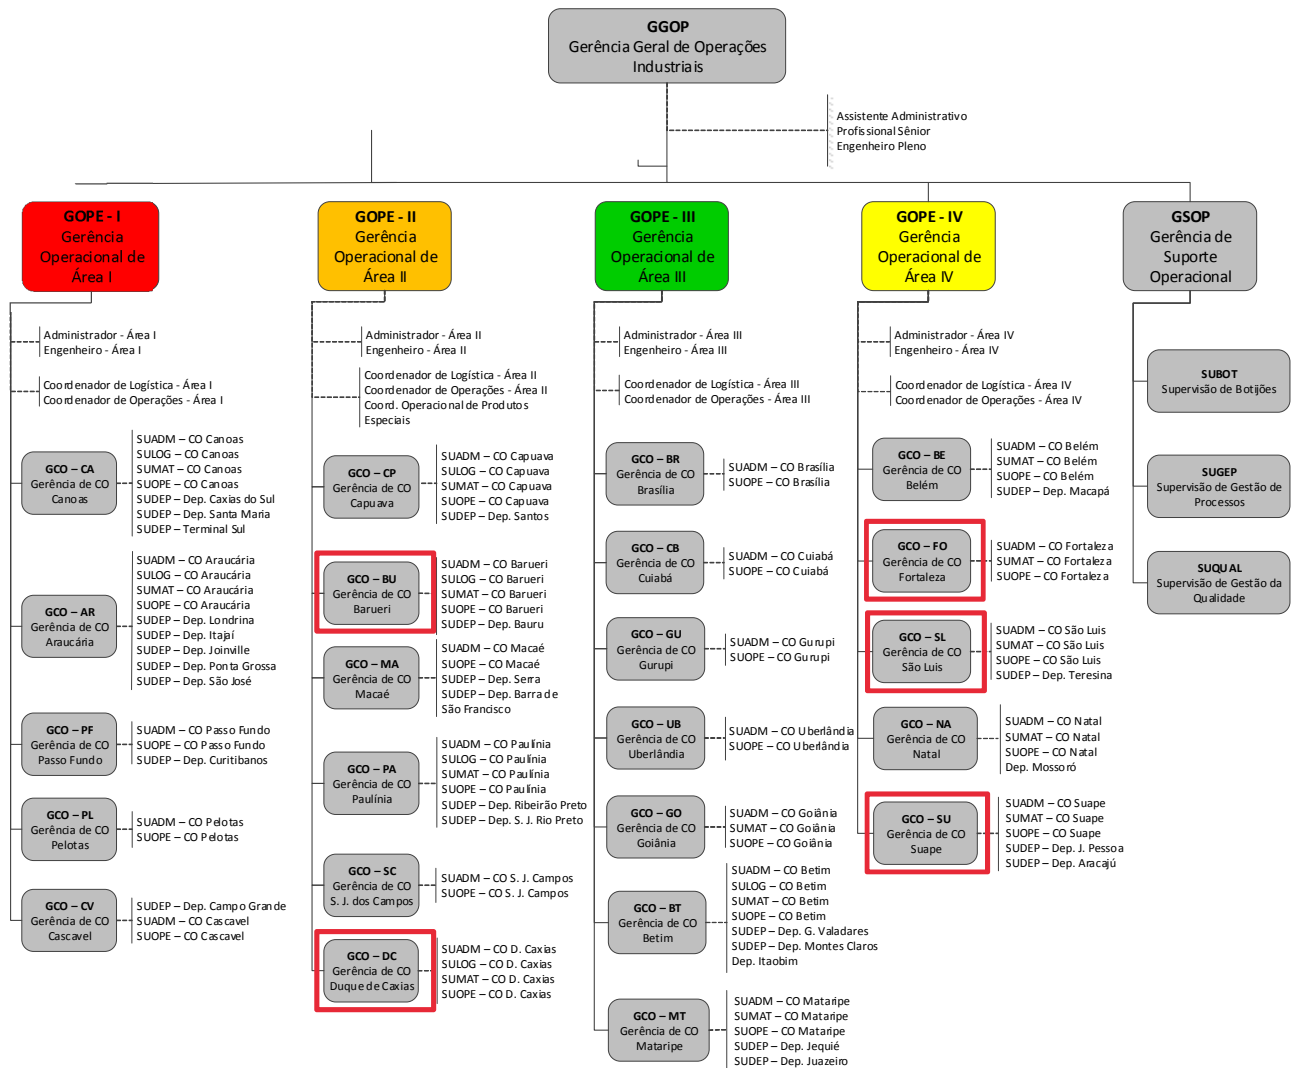 GGOP
Gerência Geral de Operações
Industriais
Assistente Administrativo
Profissional Sênior
Engenheiro Pleno
GOPE - I
Gerência
Operacional de
Área I
Administrador - Área I
Engenheiro - Área I
Coordenador de Logística - Área I
Coordenador de Operações - Área I
GCO – CA
Gerência de CO
Canoas
SUADM – CO Canoas
SULOG – CO Canoas
SUMAT – CO Canoas
SUOPE – CO Canoas
SUDEP – Dep. Caxias do Sul
SUDEP – Dep. Santa Maria
SUDEP – Terminal Sul
GCO – AR
Gerência de CO
Araucária
SUADM – CO Araucária
SULOG – CO Araucária
SUMAT – CO Araucária
SUOPE – CO Araucária
SUDEP – Dep. Londrina
SUDEP – Dep. Itajaí
SUDEP – Dep. Joinville
SUDEP – Dep. Ponta Grossa
SUDEP – Dep. São José
GCO – PF
Gerência de CO
Passo Fundo
SUADM – CO Passo Fundo
SUOPE – CO Passo Fundo
SUDEP – Dep. Curitibanos
GCO – PL
Gerência de CO
Pelotas
SUADM – CO Pelotas
SUOPE – CO Pelotas
GCO – CV
Gerência de CO
Cascavel
SUDEP – Dep. Campo Grande
SUADM – CO Cascavel
SUOPE – CO Cascavel
GOPE - II
Gerência
Operacional de
Área II
Administrador - Área II
Engenheiro - Área II
Coordenador de Logística - Área II
Coordenador de Operações - Área II
Coord. Operacional de Produtos
Especiais
GCO – CP
Gerência de CO
Capuava
SUADM – CO Capuava
SULOG – CO Capuava
SUMAT – CO Capuava
SUOPE – CO Capuava
SUDEP – Dep. Santos
GCO – BU
Gerência de CO
Barueri
SUADM – CO Barueri
SULOG – CO Barueri
SUMAT – CO Barueri
SUOPE – CO Barueri
SUDEP – Dep. Bauru
GCO – MA
Gerência de CO
Macaé
SUADM – CO Macaé
SUOPE – CO Macaé
SUDEP – Dep. Serra
SUDEP – Dep. Barra de
São Francisco
GCO – PA
Gerência de CO
Paulínia
SUADM – CO Paulínia
SULOG – CO Paulínia
SUMAT – CO Paulínia
SUOPE – CO Paulínia
SUDEP – Dep. Ribeirão Preto
SUDEP – Dep. S. J. Rio Preto
GCO – SC
Gerência de CO
S. J. dos Campos
SUADM – CO S. J. Campos
SUOPE – CO S. J. Campos
GCO – DC
Gerência de CO
Duque de Caxias
SUADM – CO D. Caxias
SULOG – CO D. Caxias
SUMAT – CO D. Caxias
SUOPE – CO D. Caxias
GOPE - III
Gerência
Operacional de
Área III
Administrador - Área III
Engenheiro - Área III
Coordenador de Logística - Área III
Coordenador de Operações - Área III
GCO – BR
Gerência de CO
Brasília
SUADM – CO Brasília
SUOPE – CO Brasília
GCO – CB
Gerência de CO
Cuiabá
SUADM – CO Cuiabá
SUOPE – CO Cuiabá
GCO – GU
Gerência de CO
Gurupi
SUADM – CO Gurupi
SUOPE – CO Gurupi
GCO – UB
Gerência de CO
Uberlândia
SUADM – CO Uberlândia
SUOPE – CO Uberlândia
GCO – GO
Gerência de CO
Goiânia
SUADM – CO Goiânia
SUMAT – CO Goiânia
SUOPE – CO Goiânia
GCO – BT
Gerência de CO
Betim
SUADM – CO Betim
SULOG – CO Betim
SUMAT – CO Betim
SUOPE – CO Betim
SUDEP – Dep. G. Valadares
SUDEP – Dep. Montes Claros
Dep. Itaobim
GCO – MT
Gerência de CO
Mataripe
SUADM – CO Mataripe
SUMAT – CO Mataripe
SUOPE – CO Mataripe
SUDEP – Dep. Jequié
SUDEP – Dep. Juazeiro
GOPE - IV
Gerência
Operacional de
Área IV
Administrador - Área IV
Engenheiro - Área IV
Coordenador de Logística - Área IV
Coordenador de Operações - Área IV
GCO – BE
Gerência de CO
Belém
SUADM – CO Belém
SUMAT – CO Belém
SUOPE – CO Belém
SUDEP – Dep. Macapá
GCO – FO
Gerência de CO
Fortaleza
SUADM – CO Fortaleza
SUMAT – CO Fortaleza
SUOPE – CO Fortaleza
GCO – SL
Gerência de CO
São Luis
SUADM – CO São Luis
SUMAT – CO São Luis
SUOPE – CO São Luis
SUDEP – Dep. Teresina
GCO – NA
Gerência de CO
Natal
SUADM – CO Natal
SUMAT – CO Natal
SUOPE – CO Natal
Dep. Mossoró
GCO – SU
Gerência de CO
Suape
SUADM – CO Suape
SUMAT – CO Suape
SUOPE – CO Suape
SUDEP – Dep. J. Pessoa
SUDEP – Dep. Aracajú
GSOP
Gerência de
Suporte
Operacional
SUBOT
Supervisão de Botijões
SUGEP
Supervisão de Gestão de
Processos
SUQUAL
Supervisão de Gestão da
Qualidade